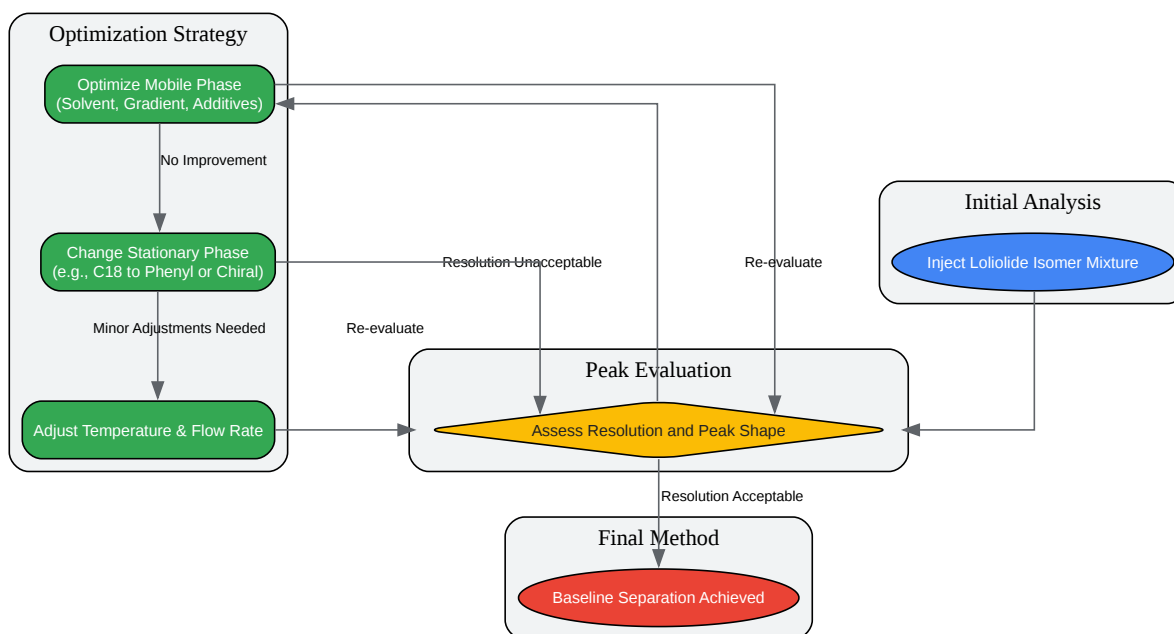 Optimization Strategy
Optimize Mobile Phase
(Solvent, Gradient, Additives)
No Improvement
Change Stationary Phase
(e.g., C18 to Phenyl or Chiral)
Minor Adjustments Needed
Adjust Temperature & Flow Rate
Resolution Unacceptable
Re-evaluate
Re-evaluate
Initial Analysis
Inject Loliolide Isomer Mixture
Peak Evaluation
Assess Resolution and Peak Shape
Resolution Acceptable
Final Method
Baseline Separation Achieved